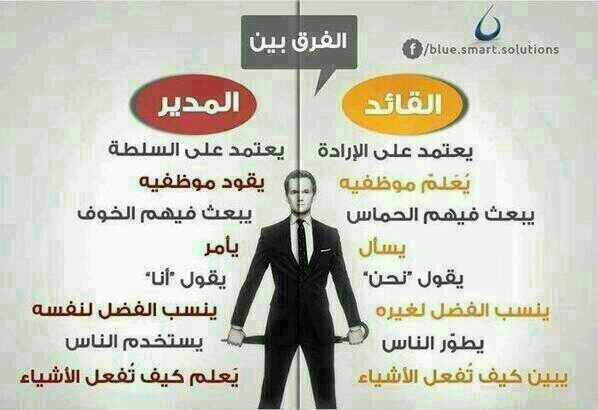 الفرق بين
/blue.smart.solutions
القائد
المدير
يعتمد على الإرادة
يعتمد على السلطة
يُعَلمّ موظفيه
يقود موظفيه
يبعث فيهم الحماس
يبعث فيهم الخوف
يسأل
يأمر
يقول "نحن"
يقول "أنا"
ينسب الفضل لغيره
ينسب الفضل لنفسه
يطوّر الناس
يستخدم الناس
يبين كيف تُفعل الأشياء
يَعلم كيف تُفعل الأشياء